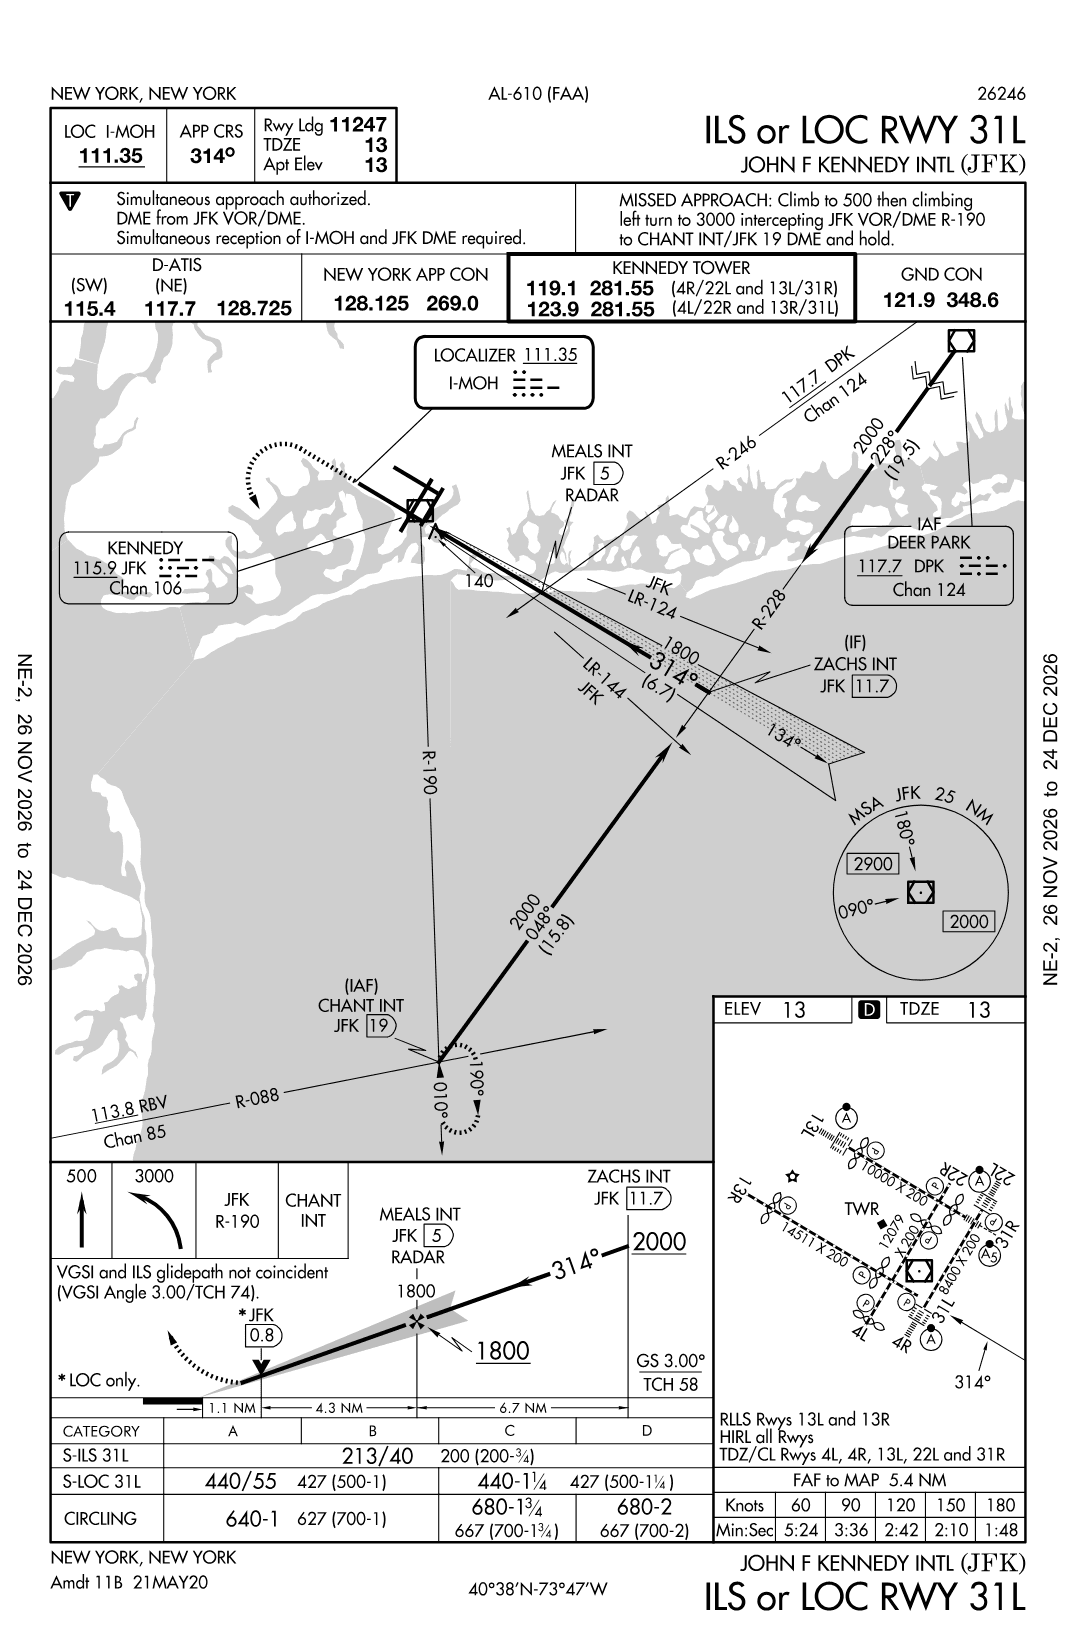 NEW YORK, NEW YORK
AL-610 (FAA)
26246
LOC I-MOH
111.35
APP CRS
314°
Rwy Ldg 11247
TDZE 13
Apt Elev 13
ILS or LOC RWY 31L
JOHN F KENNEDY INTL (JFK)
T
Simultaneous approach authorized.
DME from JFK VOR/DME.
Simultaneous reception of I-MOH and JFK DME required.
MISSED APPROACH: Climb to 500 then climbing
left turn to 3000 intercepting JFK VOR/DME R-190
to CHANT INT/JFK 19 DME and hold.
D-ATIS
(SW) (NE)
115.4 117.7 128.725
NEW YORK APP CON
128.125 269.0
KENNEDY TOWER
119.1 281.55 (4R/22L and 13L/31R)
123.9 281.55 (4L/22R and 13R/31L)
GND CON
121.9 348.6
LOCALIZER 111.35
I-MOH
117.7 DPK
Chan 124
R-246
2000
228°
(19.5)
MEALS INT
JFK 5
RADAR
IAF
DEER PARK
117.7 DPK
Chan 124
KENNEDY
115.9 JFK
Chan 106
140
JFK
LR-124
R-228
(IF)
ZACHS INT
JFK 11.7
1800
314°
(6.7)
LR-144
JFK
134°
R-190
MSA JFK 25 NM
180°
2900
090°
2000
2000
048°
(15.8)
(IAF)
CHANT INT
JFK 19
190°
010°
113.8 RBV
Chan 85
R-088
NE-2, 26 NOV 2026 to 24 DEC 2026
NE-2, 26 NOV 2026 to 24 DEC 2026
ELEV 13
D
TDZE 13
13L
A
P
10000 X 200
22R
22L
A
P
13R
P
TWR
12079 X 200
P
P
31R
A5
14511 X 200
8400 X 200
P
P
4L
4R
31L
A
314°
RLLS Rwys 13L and 13R
HIRL all Rwys
TDZ/CL Rwys 4L, 4R, 13L, 22L and 31R
FAF to MAP 5.4 NM
Knots 60 90 120 150 180
Min:Sec 5:24 3:36 2:42 2:10 1:48
500
3000
JFK
R-190
CHANT
INT
VGSI and ILS glidepath not coincident
(VGSI Angle 3.00/TCH 74).
* JFK
0.8
MEALS INT
JFK 5
RADAR
1800
ZACHS INT
JFK 11.7
2000
314°
1800
GS 3.00°
TCH 58
* LOC only.
1.1 NM
4.3 NM
6.7 NM
CATEGORY A B C D
S-ILS 31L 213/40 200 (200-¾)
S-LOC 31L 440/55 427 (500-1) 440-1¼ 427 (500-1¼)
CIRCLING 640-1 627 (700-1) 680-1¾ 667 (700-1¾) 680-2 667 (700-2)
NEW YORK, NEW YORK
Amdt 11B 21MAY20
40°38'N-73°47'W
JOHN F KENNEDY INTL (JFK)
ILS or LOC RWY 31L